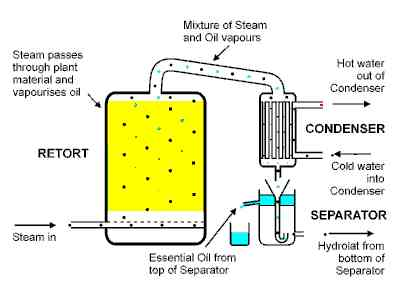 Mixture of Steam
and Oil vapours
Steam passes
through plant
material and
vapourises oil
Hot water
out of
Condenser
CONDENSER
RETORT
Cold water
into
Condenser
SEPARATOR
Steam in
Essential Oil from
top of Separator
Hydrolat from
bottom of
Separator